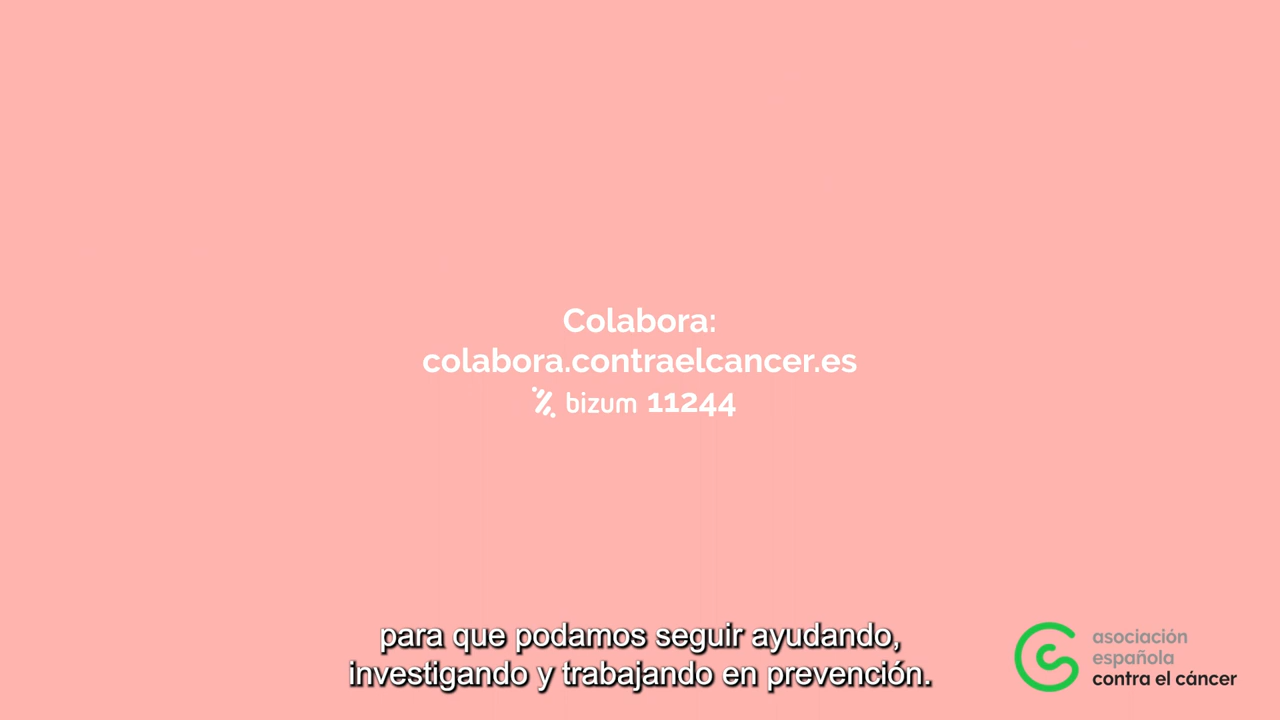 Colabora:
colabora.contraelcancer.es
bizum 11244
para que podamos seguir ayudando,
investigando y trabajando en prevención.
asociación
española
contra el cáncer